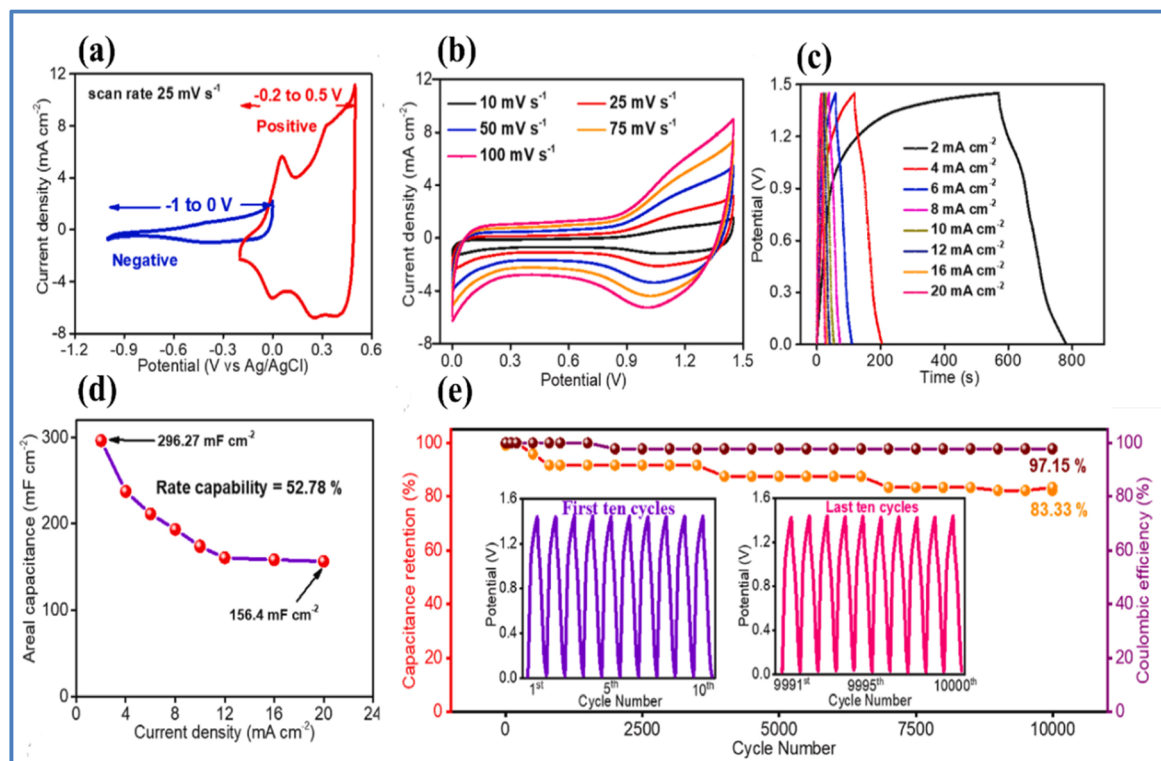 (a)
12
8
4
0
-4
-8
-1.2
-0.9
-0.6
-0.3
0.0
0.3
0.6
Current density (mA cm-2)
Potential (V vs Ag/AgCl)
scan rate 25 mV s-1
-0.2 to 0.5 V
Positive
-1 to 0 V
Negative
(b)
12
8
4
0
-4
-8
0.0
0.3
0.6
0.9
1.2
1.5
Current density (mA cm-2)
Potential (V)
10 mV s-1
25 mV s-1
50 mV s-1
75 mV s-1
100 mV s-1
(c)
1.5
1.2
0.9
0.6
0.3
0.0
0
200
400
600
800
Potential (V)
Time (s)
2 mA cm-2
4 mA cm-2
6 mA cm-2
8 mA cm-2
10 mA cm-2
12 mA cm-2
16 mA cm-2
20 mA cm-2
(d)
300
200
100
0
4
8
12
16
20
24
Areal capacitance (mF cm-2)
Current density (mA cm-2)
296.27 mF cm-2
Rate capability = 52.78 %
156.4 mF cm-2
(e)
100
80
60
40
20
0
Capacitance retention (%)
100
80
60
40
20
0
Coulombic efficiency (%)
97.15 %
83.33 %
0
2500
5000
7500
10000
Cycle Number
First ten cycles
1.6
1.2
0.8
0.4
0.0
Potential (V)
1st
5th
10th
Cycle Number
Last ten cycles
1.6
1.2
0.8
0.4
0.0
Potential (V)
9991st
9995th
10000th
Cycle Number